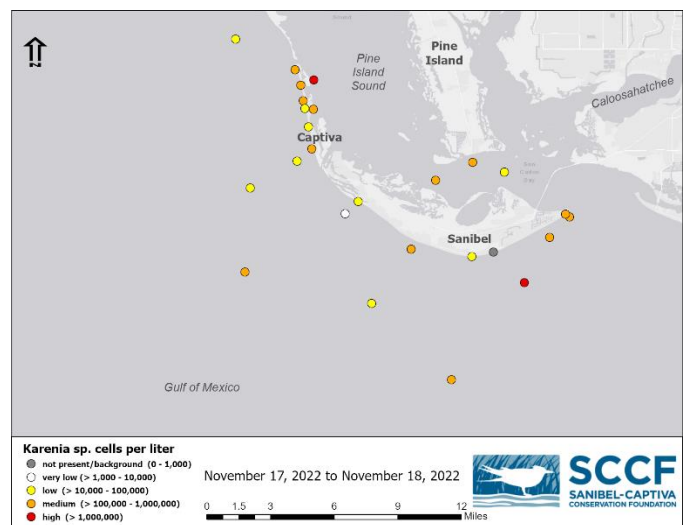 Pine
Island
Sound
Pine
Island
Caloosahatchee
Captiva
Sanibel
Gulf of Mexico
N
Karenia sp. cells per liter
not present/background (0 - 1,000)
very low (> 1,000 - 10,000)
low (> 10,000 - 100,000)
medium (> 100,000 - 1,000,000)
high (> 1,000,000)
November 17, 2022 to November 18, 2022
0 1.5 3 6 9 12
Miles
SCCF
SANIBEL-CAPTIVA
CONSERVATION FOUNDATION